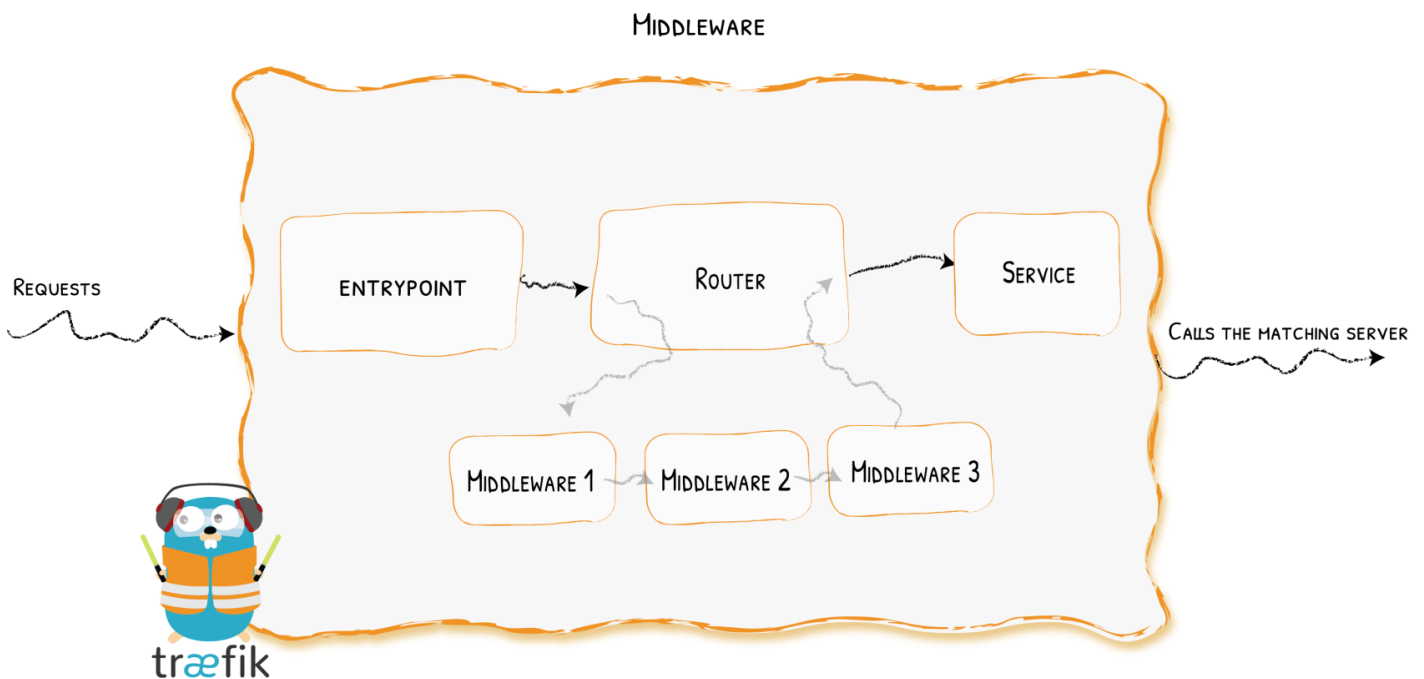 Middleware
Requests
entrypoint
Router
Service
Calls the matching server
Middleware 1
Middleware 2
Middleware 3
træfik